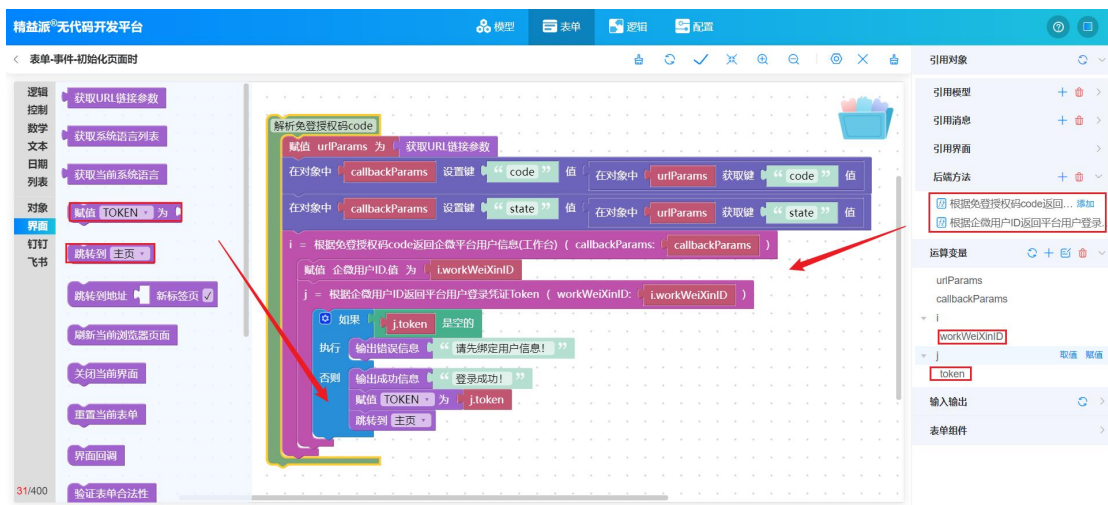 精益派®无代码开发平台
模型 表单 逻辑 配置
表单-事件-初始化页面时
逻辑
控制
数学
文本
日期
列表
对象
界面
钉钉
飞书
31/400
获取URL链接参数
获取系统语言列表
获取当前系统语言
赋值 TOKEN 为
跳转到 主页
跳转到地址 新标签页
刷新当前浏览器页面
关闭当前界面
重置当前表单
界面回调
验证表单合法性
解析免登授权码code
赋值 urlParams 为 获取URL链接参数
在对象中 callbackParams 设置键 “ code ” 值 在对象中 urlParams 获取键 “ code ” 值
在对象中 callbackParams 设置键 “ state ” 值 在对象中 urlParams 获取键 “ state ” 值
i = 根据免登授权码code返回企微平台用户信息(工作台) ( callbackParams: callbackParams )
赋值 企微用户ID.值 为 i.workWeiXinID
j = 根据企微用户ID返回平台用户登录凭证Token ( workWeiXinID: i.workWeiXinID )
如果 j.token 是空的
执行 输出错误信息 “ 请先绑定用户信息! ”
否则 输出成功信息 “ 登录成功! ”
赋值 TOKEN 为 j.token
跳转到 主页
引用对象
引用模型
引用消息
引用界面
后端方法
根据免登授权码code返回... 添加
根据企微用户ID返回平台用户登录.
运算变量
urlParams
callbackParams
i
workWeiXinID
j 取值 赋值
token
输入输出
表单组件